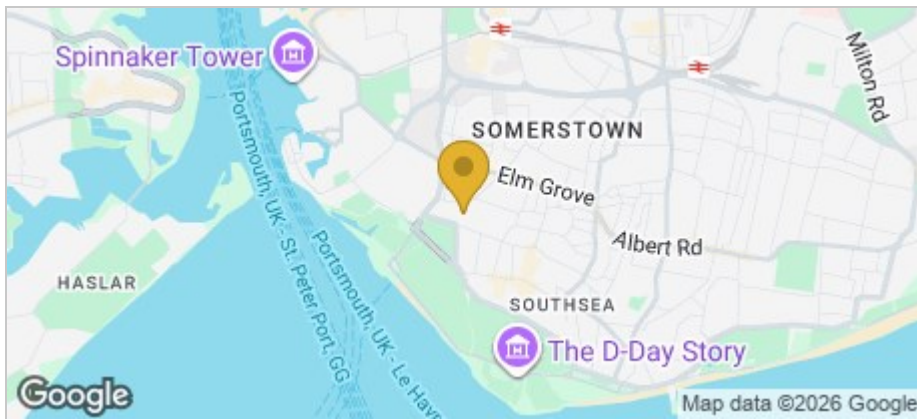 Spinnaker Tower
SOMERSTOWN
Milton Rd
Elm Grove
Albert Rd
Portsmouth, UK - St. Peter Port, GG
Portsmouth, UK - Le Havr
HASLAR
SOUTHSEA
The D-Day Story
Google
Map data ©2026 Google